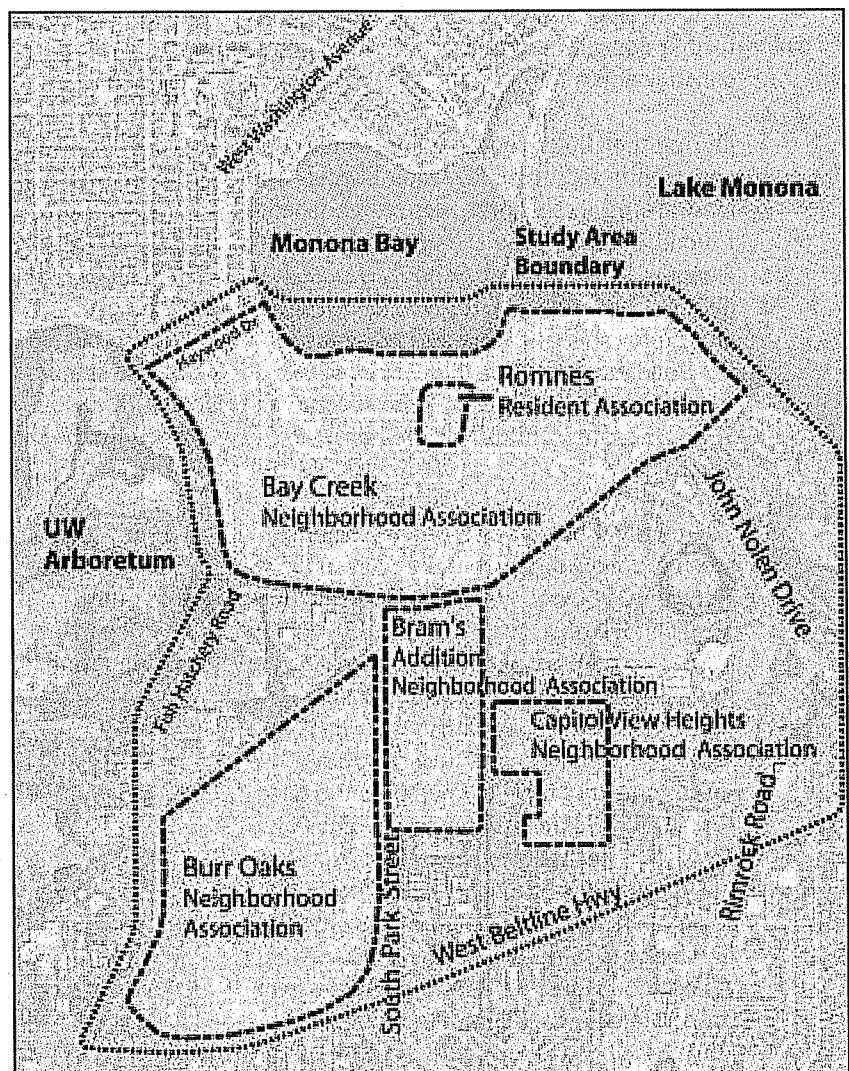 West Washington Avenue
Lake Monona
Monona Bay
Study Area
Boundary
Haywood Dr
Romnes
Resident Association
Bay Creek
Neighborhood Association
UW
Arboretum
John Nolen Drive
Fish Hatchery Road
Bram's
Addition
Neighborhood Association
Capitol View Heights
Neighborhood Association
Rimrock Road
Burr Oaks
Neighborhood
Association
South Park Street
West Beltline Hwy